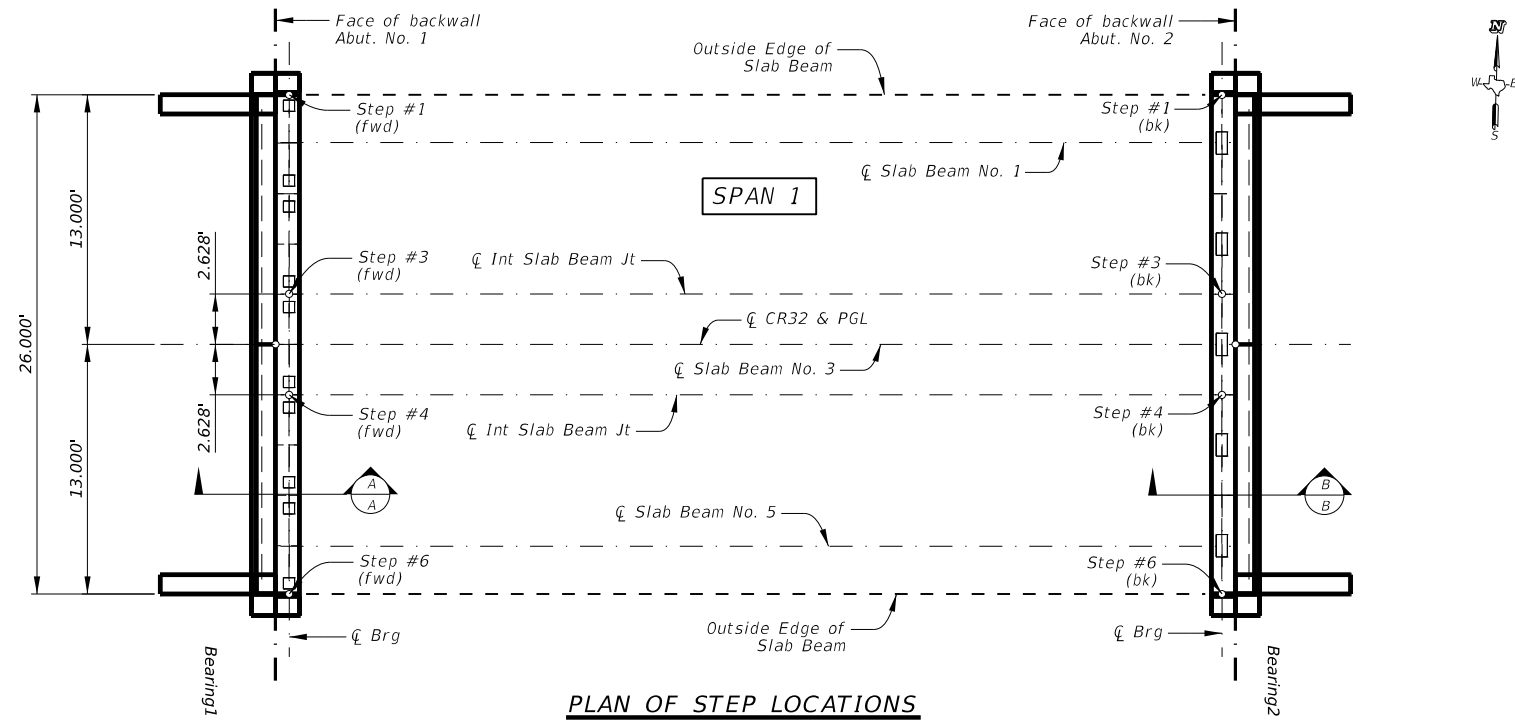 Face of backwall
Abut. No. 1
Face of backwall
Abut. No. 2
N
W
E
S
Outside Edge of
Slab Beam
Step #1
(fwd)
Step #1
(bk)
℄ Slab Beam No. 1
SPAN 1
13.000'
2.628'
Step #3
(fwd)
℄ Int Slab Beam Jt
Step #3
(bk)
26.000'
℄ CR32 & PGL
℄ Slab Beam No. 3
2.628'
Step #4
(fwd)
℄ Int Slab Beam Jt
Step #4
(bk)
13.000'
A
A
B
B
℄ Slab Beam No. 5
Step #6
(fwd)
Step #6
(bk)
℄ Brg
Outside Edge of
Slab Beam
℄ Brg
Bearing1
Bearing2
PLAN OF STEP LOCATIONS